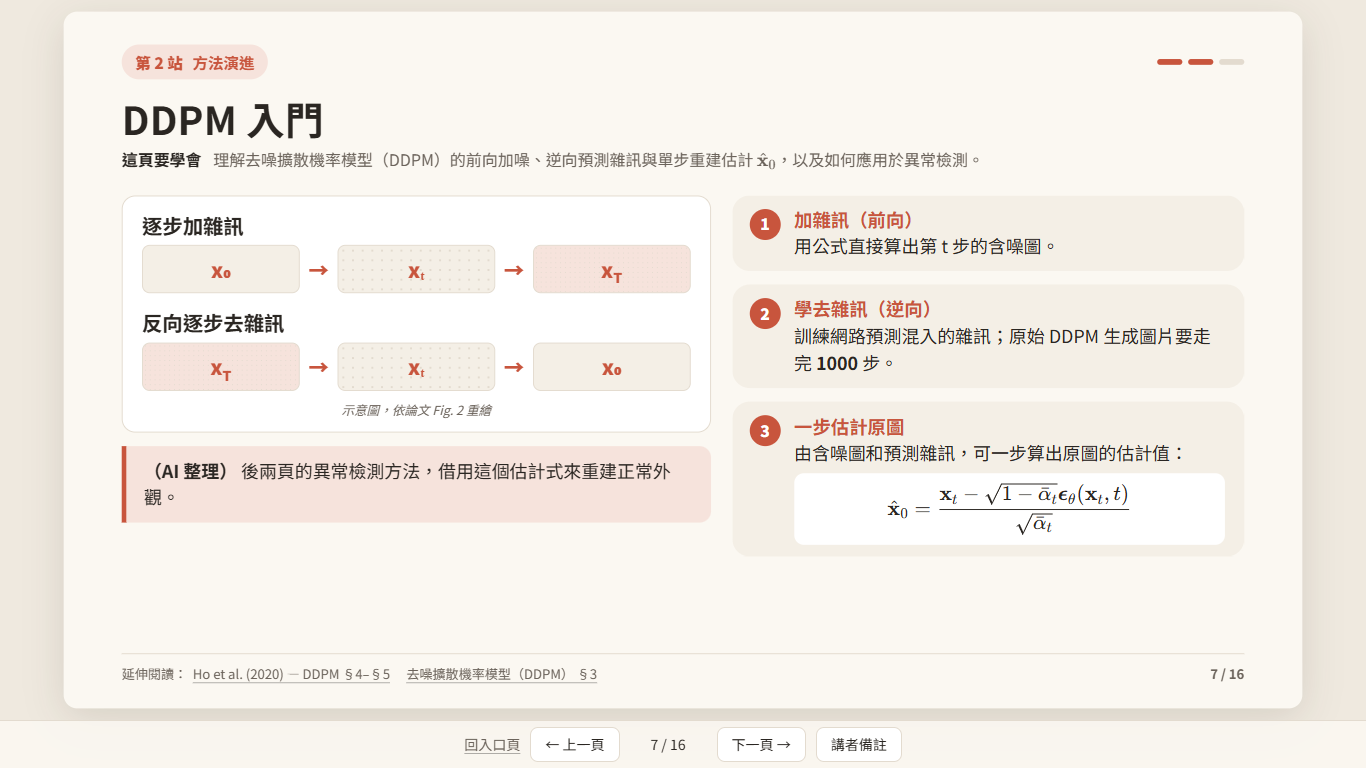 第 2 站 方法演進
DDPM 入門
這頁要學會 理解去噪擴散機率模型（DDPM）的前向加噪、逆向預測雜訊與單步重建估計 x̂₀，以及如何應用於異常檢測。
逐步加雜訊
x₀ → xₜ → x_T
反向逐步去雜訊
x_T → xₜ → x₀
示意圖，依論文 Fig. 2 重繪
（AI 整理） 後兩頁的異常檢測方法，借用這個估計式來重建正常外
觀。
1 加雜訊（前向）
用公式直接算出第 t 步的含噪圖。
2 學去雜訊（逆向）
訓練網路預測混入的雜訊；原始 DDPM 生成圖片要走
完 1000 步。
3 一步估計原圖
由含噪圖和預測雜訊，可一步算出原圖的估計值：
x̂₀ = (xₜ − √(1 − ᾱₜ) ϵ_θ(xₜ, t)) / √ᾱₜ
延伸閱讀： Ho et al. (2020) — DDPM §4–§5 去噪擴散機率模型（DDPM） §3
7 / 16
回入口頁 ← 上一頁 7 / 16 下一頁 → 講者備註